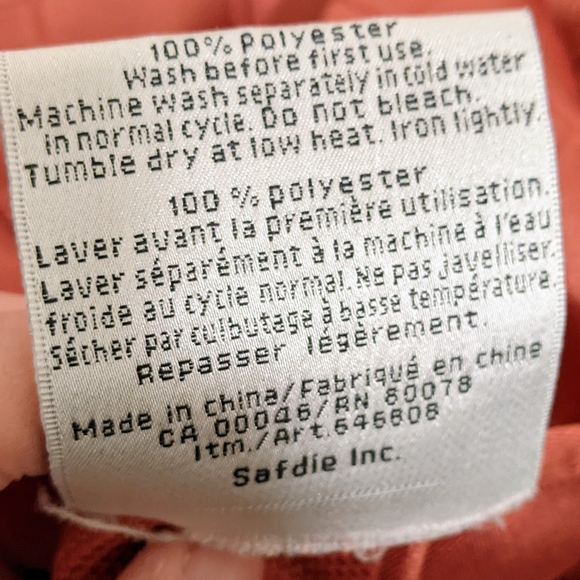 100% Polyester
Wash before first use.
Machine wash separately in cold water
in normal cycle. Do not bleach.
Tumble dry at low heat. Iron lightly.
100 % polyester
Laver avant la première utilisation.
Laver séparément à la machine à l'eau
froide au cycle normal. Ne pas javelliser.
Sécher par culbutage à basse température.
Repasser légèrement.
Made in China/Fabriqué en chine
CA 00046/RN 80078
Itm./Art.646808
Safdie Inc.